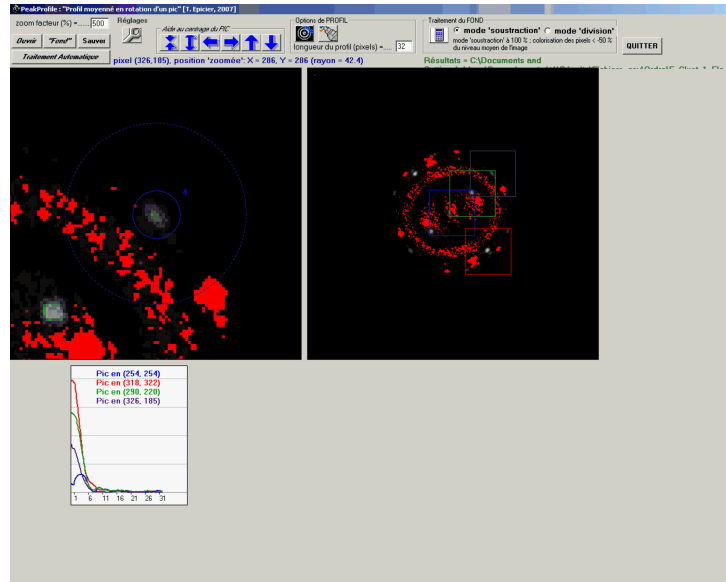 PeakProfile : "Profil moyenné en rotation d'un pic" [T. Epicier, 2007]
zoom facteur (%) =...... 500
Réglages
Aide au centrage du PIC
Options de PROFIL
longueur du profil (pixels) =.... 32
Traitement du FOND
mode 'soustraction' mode 'division'
mode 'soustraction' à 100 % : colorisation des pixels < -50 %
du niveau moyen de l'image
Ouvrir "Fond" Sauver
QUITTER
Traitement Automatique
pixel (326,185), position 'zoomée': X = 286, Y = 286 (rayon = 42.4)
Résultats = C:\Documents and
4
Pic en (254, 254)
Pic en (318, 322)
Pic en (290, 220)
Pic en (326, 185)
1 6 11 16 21 26 31